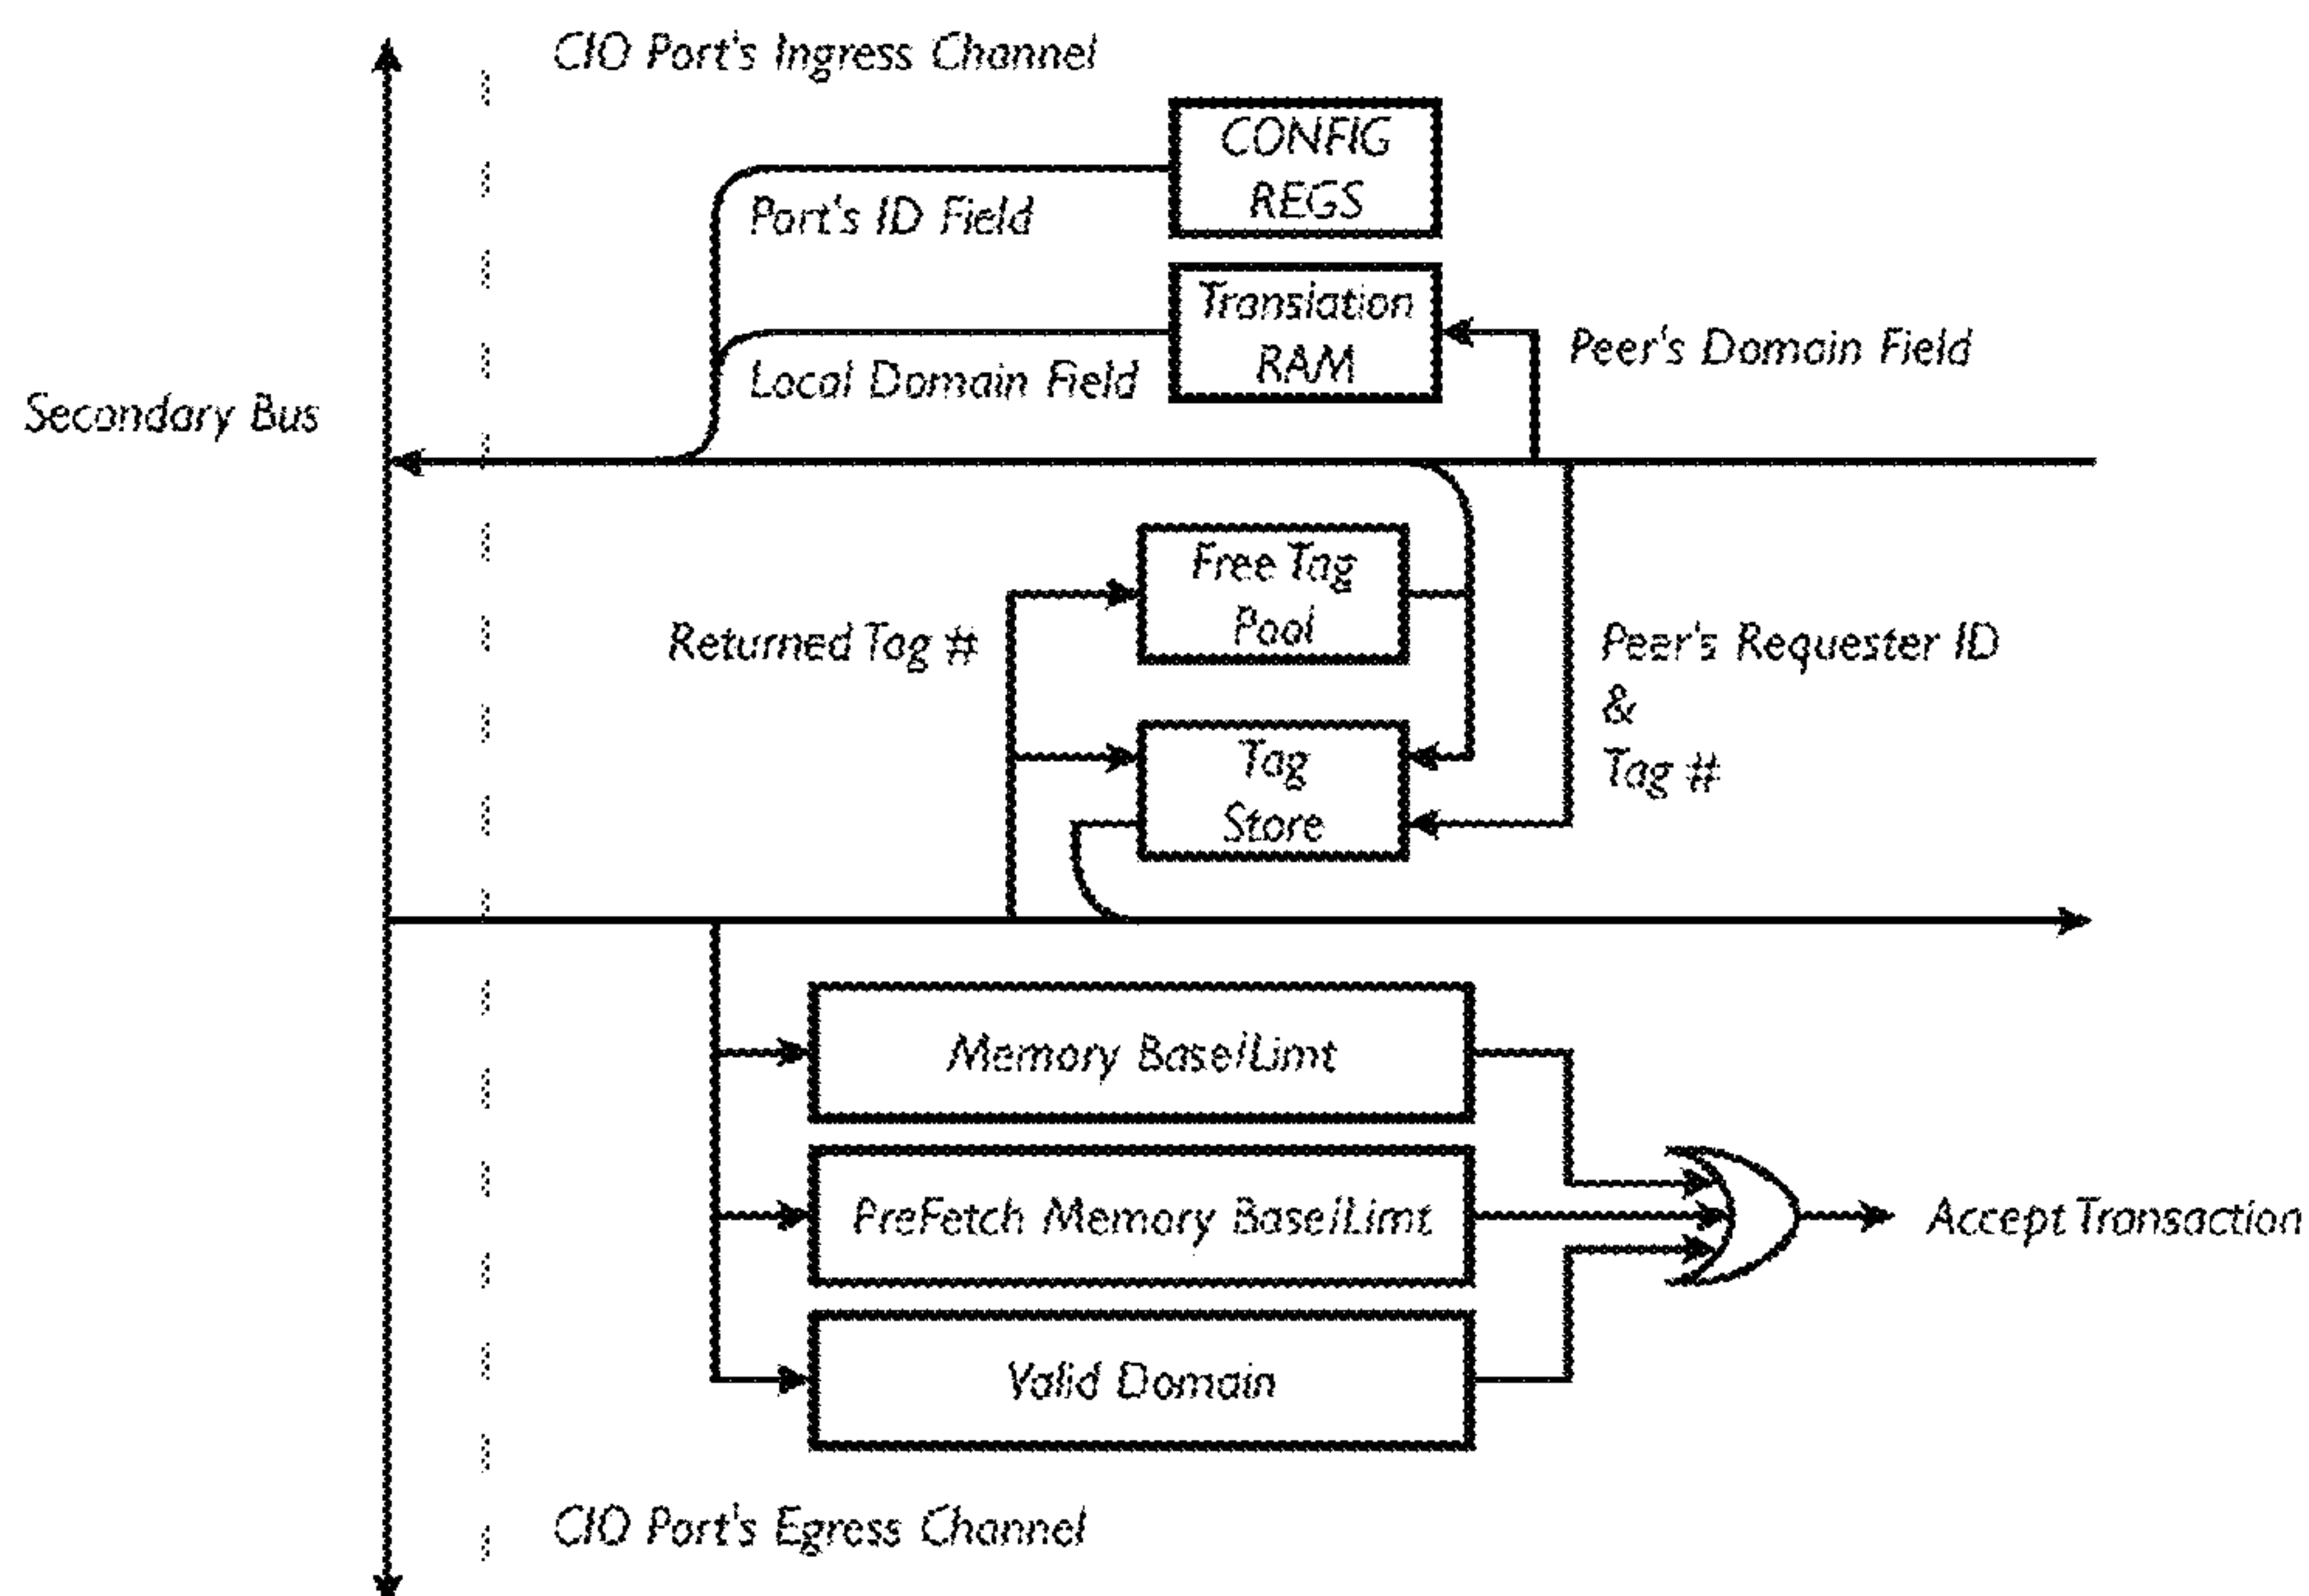 CIO Port's Ingress Channel
CONFIG
REGS
Port's ID Field
Translation
RAM
Peer's Domain Field
Local Domain Field
Secondary Bus
Free Tag
Pool
Returned Tag #
Peer's Requester ID
&
Tag #
Tag
Store
Memory Base/Limt
PreFetch Memory Base/Limt
Accept Transaction
Valid Domain
CIO Port's Egress Channel